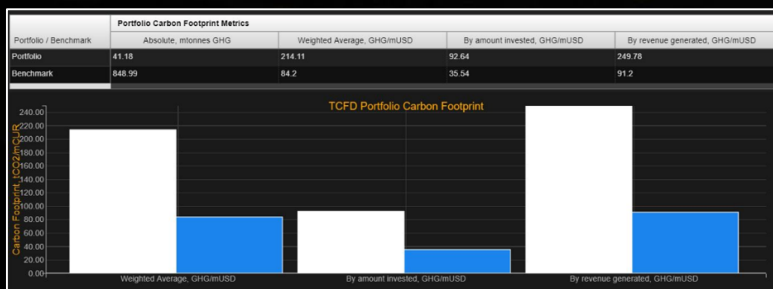 Portfolio Carbon Footprint Metrics
Portfolio / Benchmark Absolute, mtonnes GHG Weighted Average, GHG/mUSD By amount invested, GHG/mUSD By revenue generated, GHG/mUSD
Portfolio 41.18 214.11 92.64 249.78
Benchmark 848.99 84.2 35.54 91.2
TCFD Portfolio Carbon Footprint
Carbon Footprint, tCO2/mCUR
240.00
220.00
200.00
180.00
160.00
140.00
120.00
100.00
80.00
60.00
40.00
20.00
0.00
Weighted Average, GHG/mUSD By amount invested, GHG/mUSD By revenue generated, GHG/mUSD